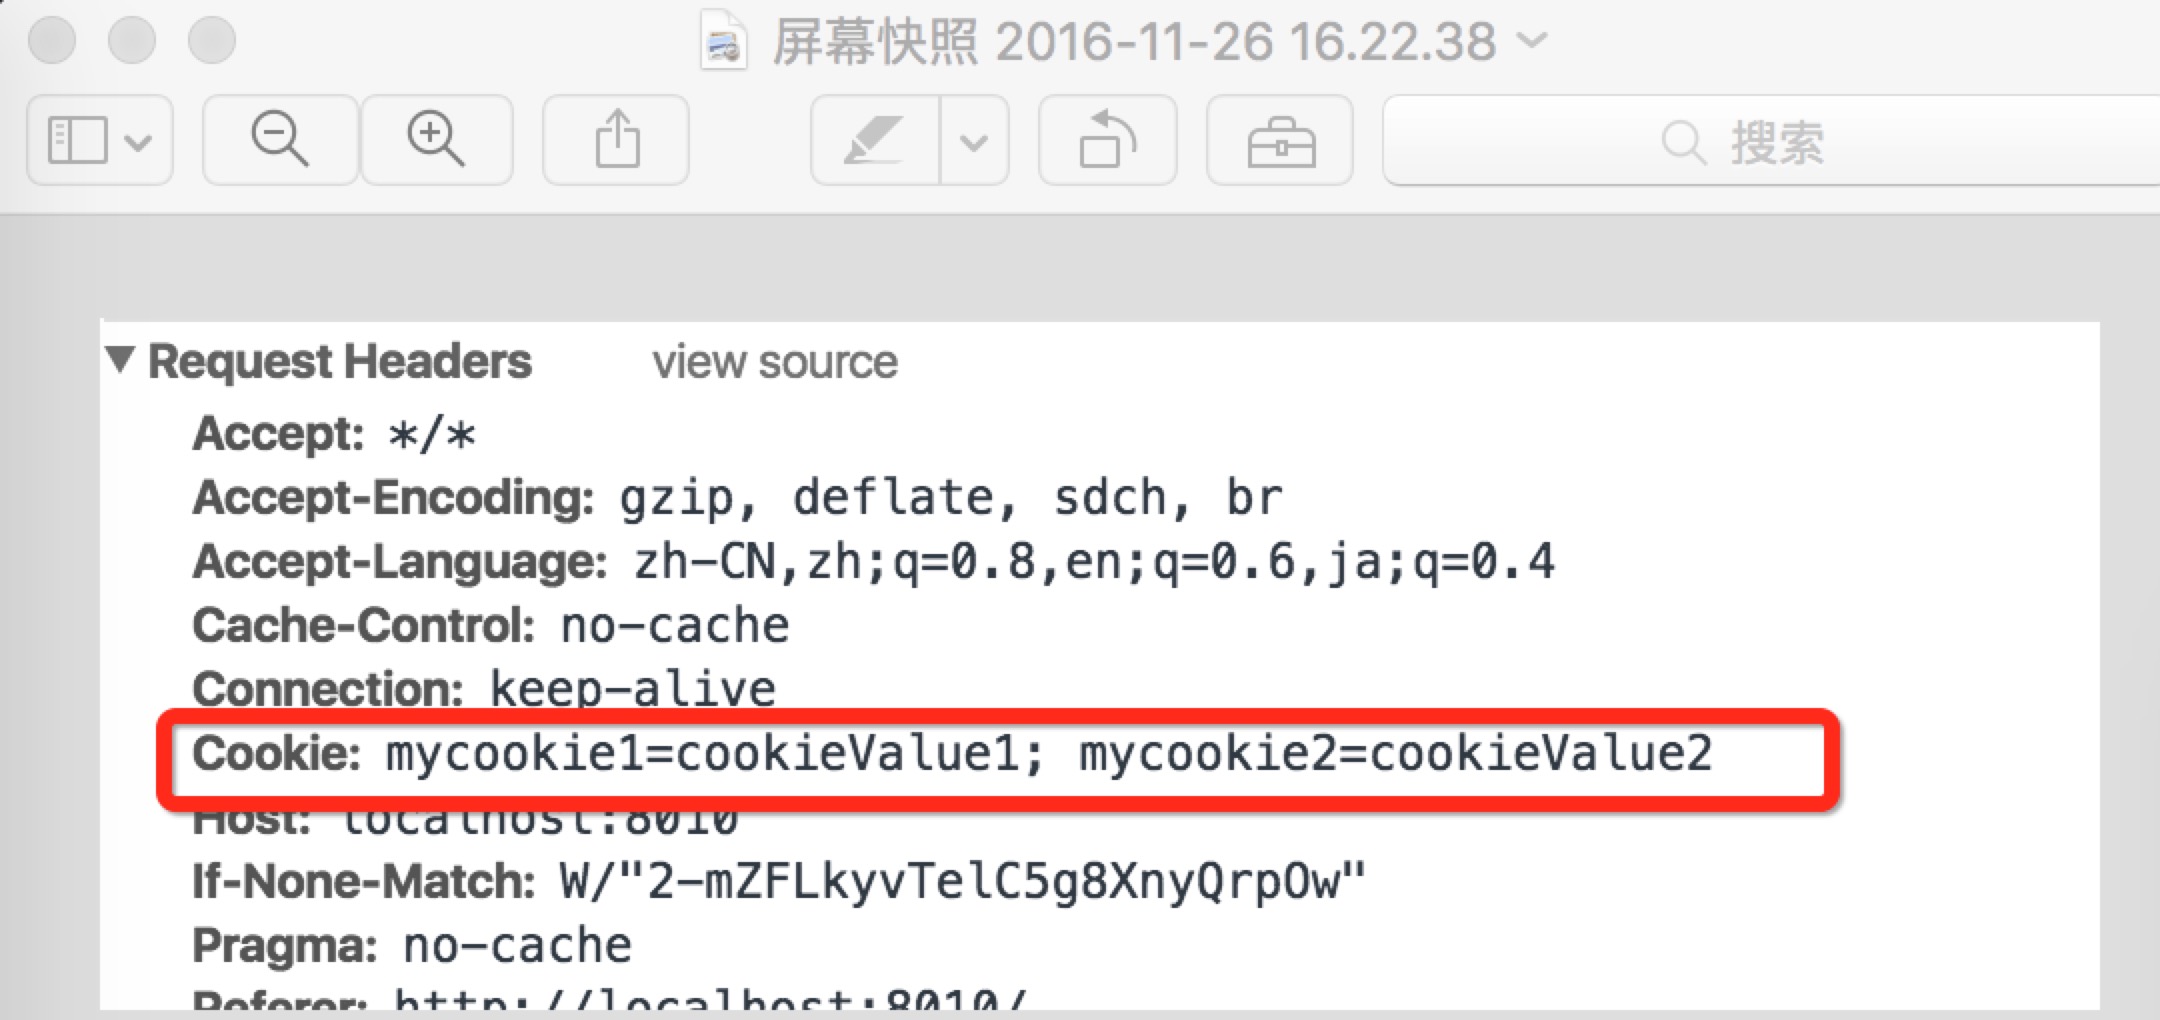 屏幕快照 2016-11-26 16.22.38
搜索
Request Headers view source
Accept: */*
Accept-Encoding: gzip, deflate, sdch, br
Accept-Language: zh-CN,zh;q=0.8,en;q=0.6,ja;q=0.4
Cache-Control: no-cache
Connection: keep-alive
Cookie: mycookie1=cookieValue1; mycookie2=cookieValue2
Host: localhost:8010
If-None-Match: W/"2-mZFLkyvTelC5g8XnyQrpOw"
Pragma: no-cache
Referer: http://localhost:8010/